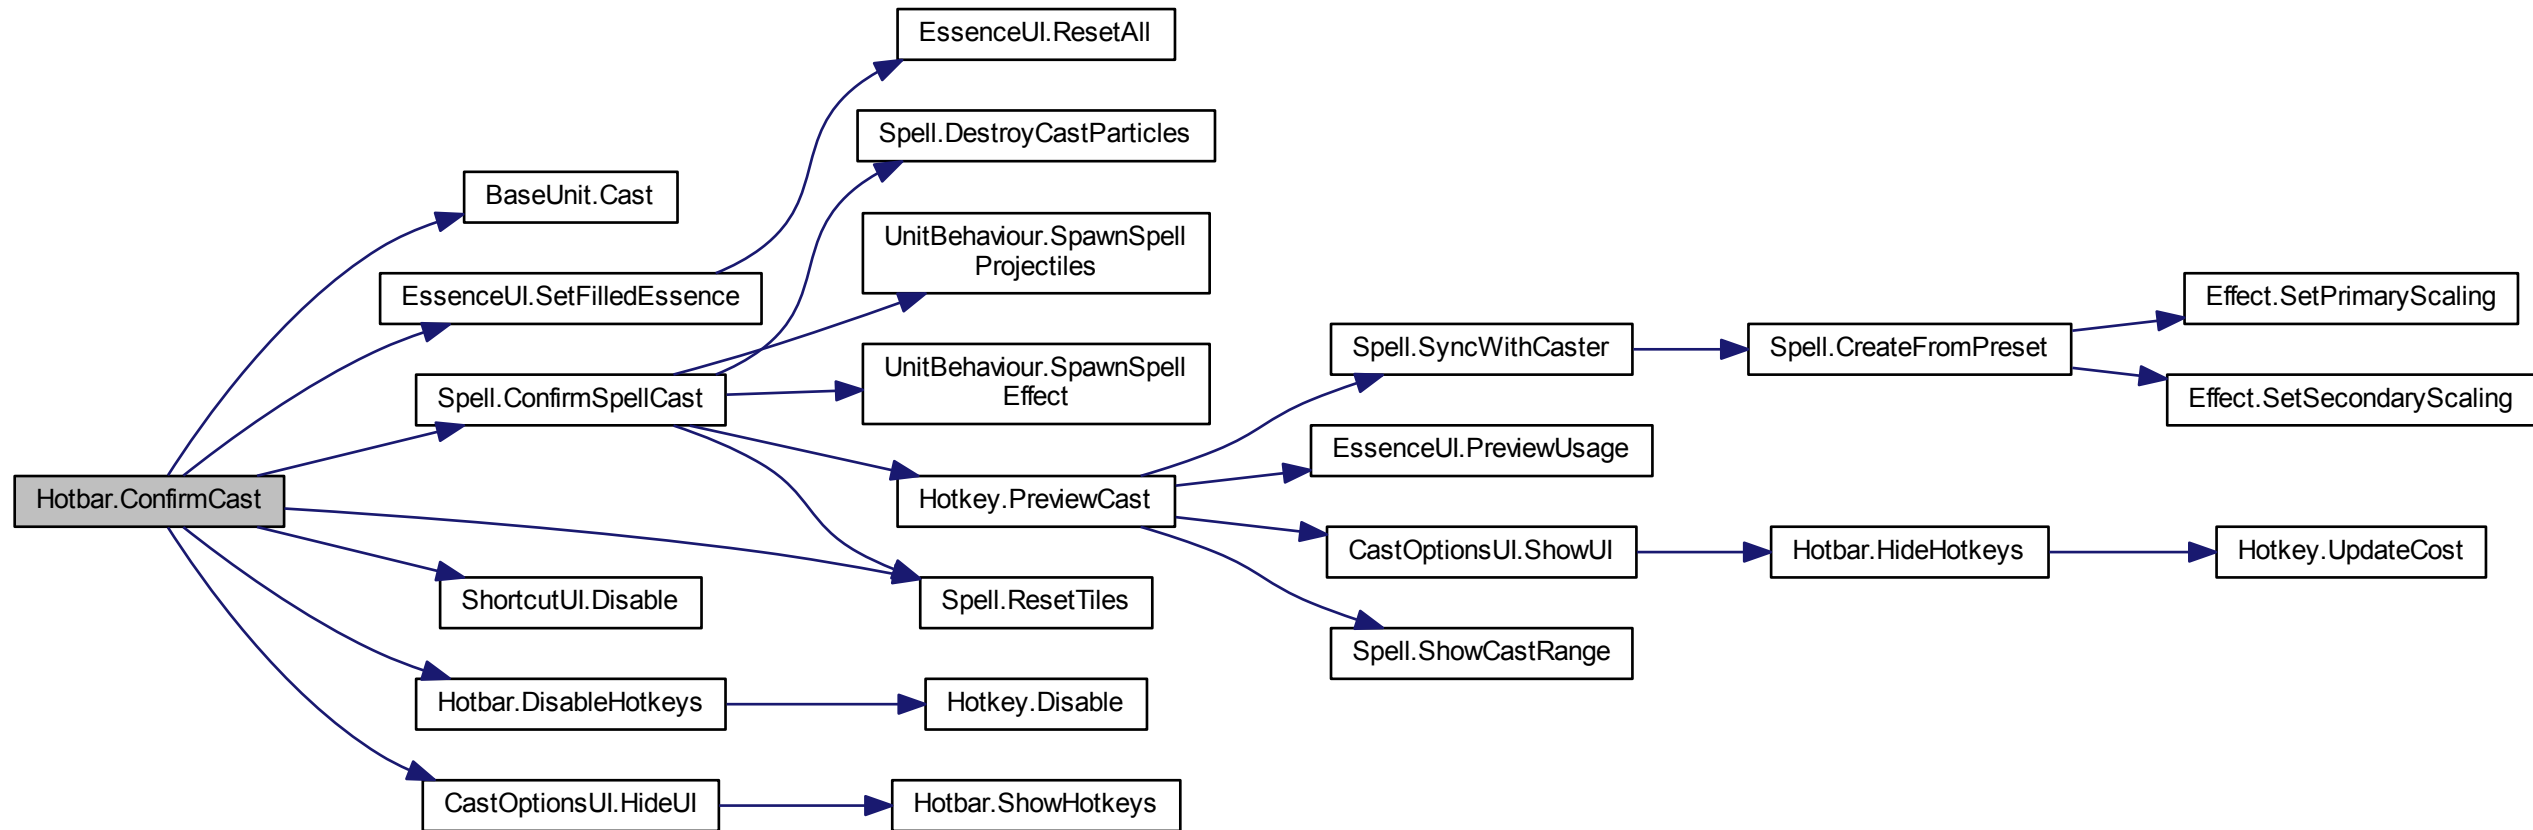 EssenceUI.ResetAll
Spell.DestroyCastParticles
BaseUnit.Cast
UnitBehaviour.SpawnSpell
Projectiles
EssenceUI.SetFilledEssence
Effect.SetPrimaryScaling
Spell.SyncWithCaster
Spell.CreateFromPreset
UnitBehaviour.SpawnSpell
Effect
Spell.ConfirmSpellCast
Effect.SetSecondaryScaling
EssenceUI.PreviewUsage
Hotbar.ConfirmCast
Hotkey.PreviewCast
CastOptionsUI.ShowUI
Hotbar.HideHotkeys
Hotkey.UpdateCost
ShortcutUI.Disable
Spell.ResetTiles
Spell.ShowCastRange
Hotbar.DisableHotkeys
Hotkey.Disable
CastOptionsUI.HideUI
Hotbar.ShowHotkeys